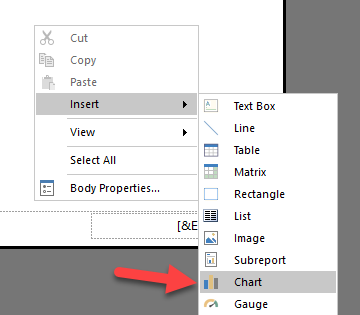 Cut
Copy
Paste
Insert
View
Select All
Body Properties...
[&E
Text Box
Line
Table
Matrix
Rectangle
List
Image
Subreport
Chart
Gauge